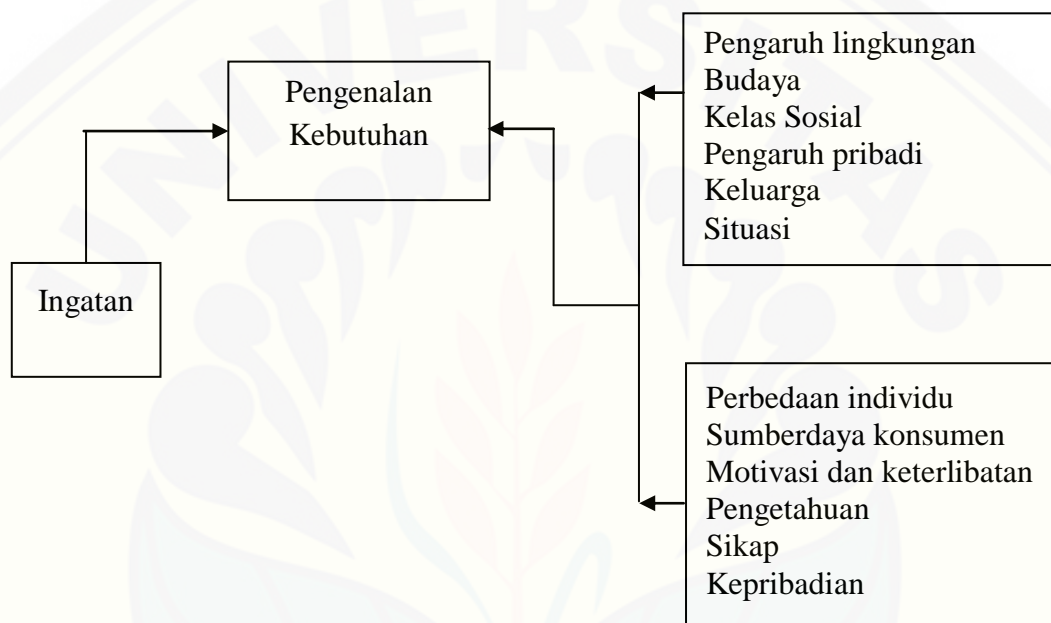 UNIVERSITAS
Pengenalan
Kebutuhan
Ingatan
Pengaruh lingkungan
Budaya
Kelas Sosial
Pengaruh pribadi
Keluarga
Situasi
Perbedaan individu
Sumberdaya konsumen
Motivasi dan keterlibatan
Pengetahuan
Sikap
Kepribadian